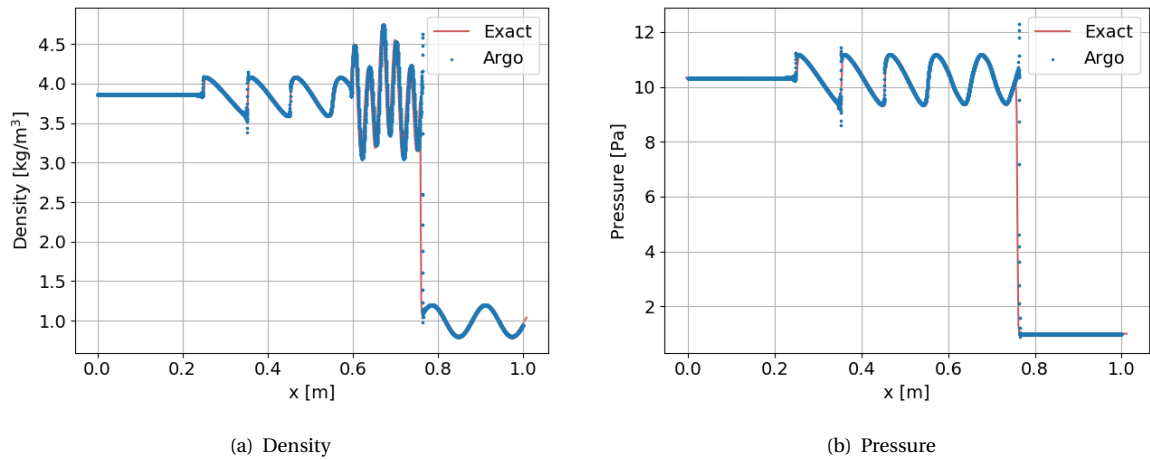 Exact
Argo
4.5
4.0
3.5
3.0
2.5
2.0
1.5
1.0
Density [kg/m³]
0.0 0.2 0.4 0.6 0.8 1.0
x [m]
(a) Density
Exact
Argo
12
10
8
6
4
2
Pressure [Pa]
0.0 0.2 0.4 0.6 0.8 1.0
x [m]
(b) Pressure